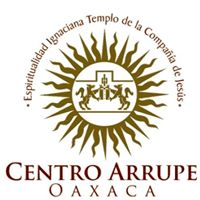 · Espiritualidad Ignaciana Templo de la Compañía de Jesús ·
CENTRO ARRUPE
OAXACA